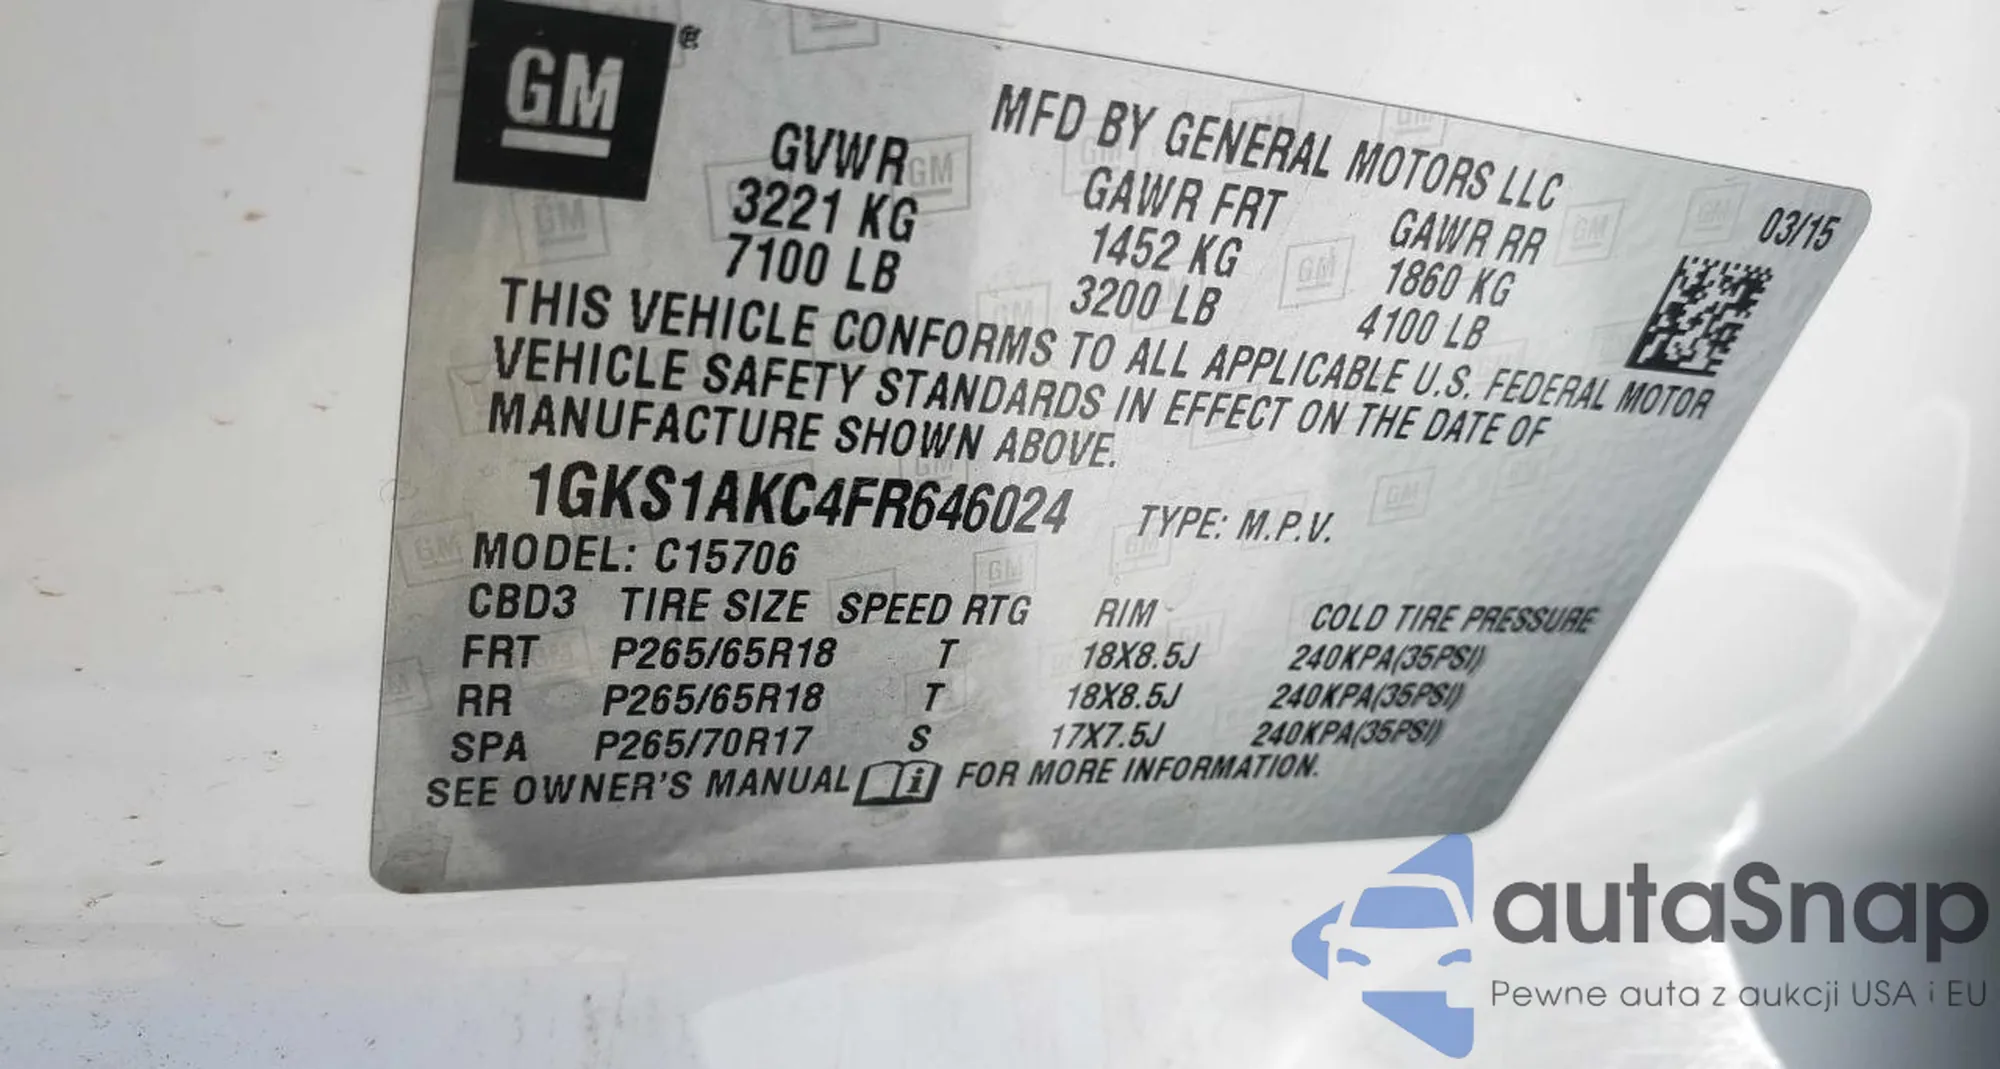 GM
MFD BY GENERAL MOTORS LLC
03/15
GVWR GAWR FRT GAWR RR
3221 KG 1452 KG 1860 KG
7100 LB 3200 LB 4100 LB
THIS VEHICLE CONFORMS TO ALL APPLICABLE U.S. FEDERAL MOTOR
VEHICLE SAFETY STANDARDS IN EFFECT ON THE DATE OF
MANUFACTURE SHOWN ABOVE.
1GKS1AKC4FR646024 TYPE: M.P.V.
MODEL: C15706
CBD3 TIRE SIZE SPEED RTG RIM COLD TIRE PRESSURE
FRT P265/65R18 T 18X8.5J 240KPA(35PSI)
RR P265/65R18 T 18X8.5J 240KPA(35PSI)
SPA P265/70R17 S 17X7.5J 240KPA(35PSI)
SEE OWNER'S MANUAL FOR MORE INFORMATION.
autaSnap
Pewne auta z aukcji USA i EU